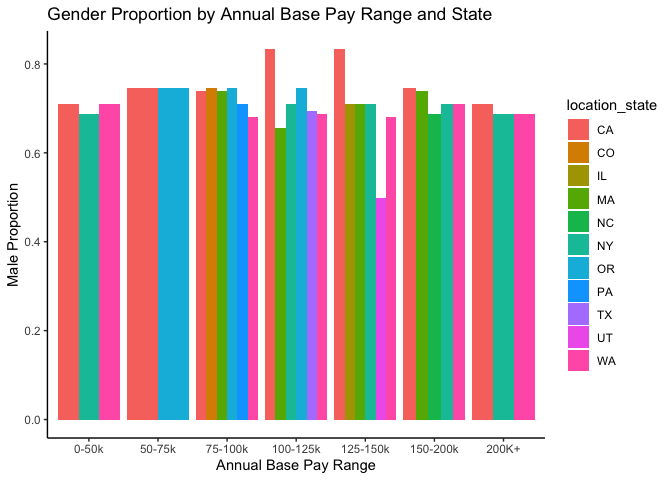 Gender Proportion by Annual Base Pay Range and State
Male Proportion
0.8
0.6
0.4
0.2
0.0
0-50k 50-75k 75-100k 100-125k 125-150k 150-200k 200K+
Annual Base Pay Range
location_state
CA
CO
IL
MA
NC
NY
OR
PA
TX
UT
WA